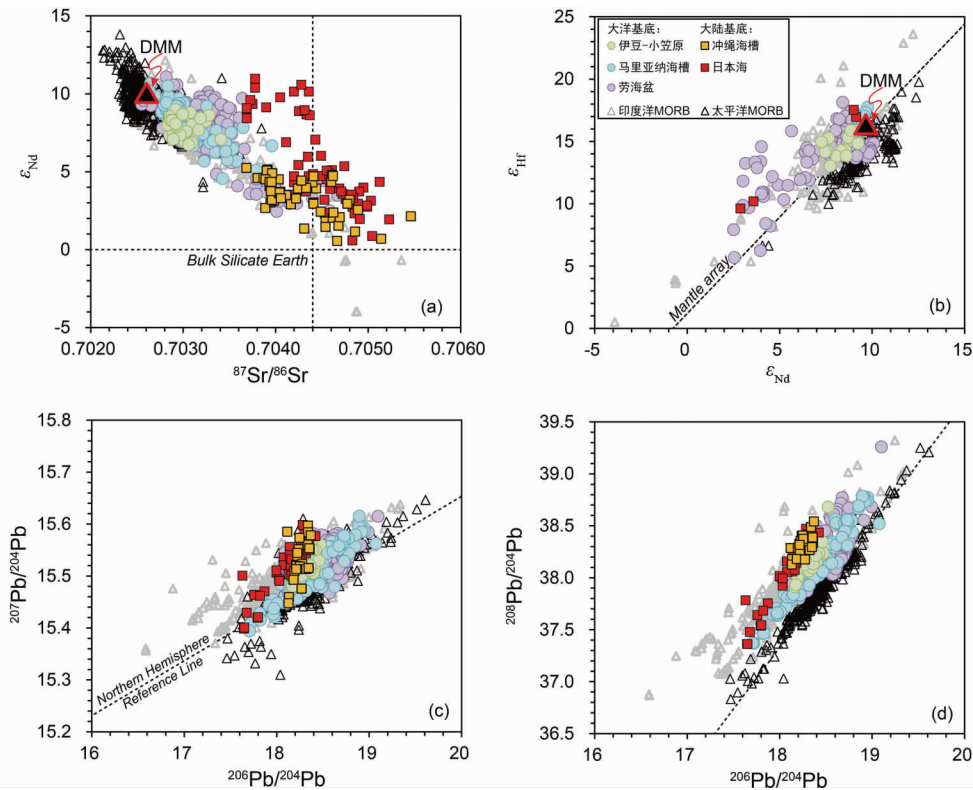 15
DMM
10
εNd
5
0
Bulk Silicate Earth
(a)
-5
0.7020 0.7030 0.7040 0.7050 0.7060
⁸⁷Sr/⁸⁶Sr
25
大洋基底： 大陆基底：
伊豆-小笠原 冲绳海槽
马里亚纳海槽 日本海
劳海盆
印度洋MORB 太平洋MORB
20
DMM
15
εHf
10
5
Mantle array
(b)
0
-5 0 5 10 15
εNd
15.8
15.7
15.6
²⁰⁷Pb/²⁰⁴Pb
15.5
15.4
Northern Hemisphere
Reference Line
15.3
(c)
15.2
16 17 18 19 20
²⁰⁶Pb/²⁰⁴Pb
39.5
39.0
38.5
²⁰⁸Pb/²⁰⁴Pb
38.0
37.5
37.0
(d)
36.5
16 17 18 19 20
²⁰⁶Pb/²⁰⁴Pb